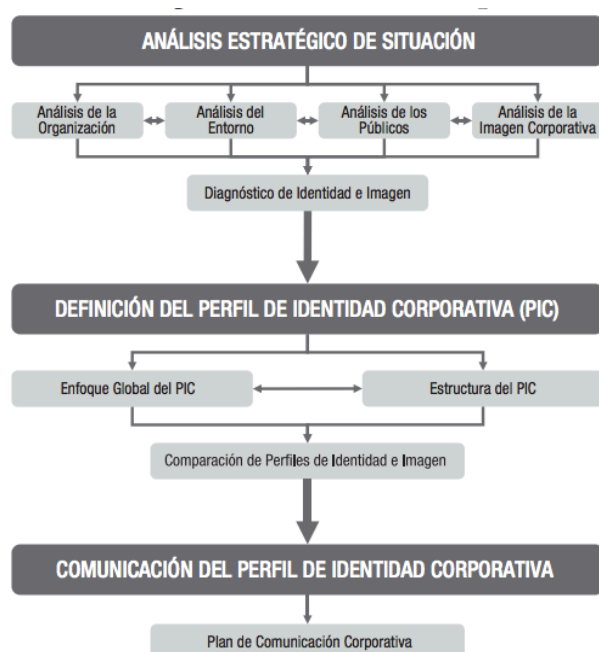 ANÁLISIS ESTRATÉGICO DE SITUACIÓN
Análisis de la
Organización
Análisis del
Entorno
Análisis de los
Públicos
Análisis de la
Imagen Corporativa
Diagnóstico de Identidad e Imagen
DEFINICIÓN DEL PERFIL DE IDENTIDAD CORPORATIVA (PIC)
Enfoque Global del PIC
Estructura del PIC
Comparación de Perfiles de Identidad e Imagen
COMUNICACIÓN DEL PERFIL DE IDENTIDAD CORPORATIVA
Plan de Comunicación Corporativa